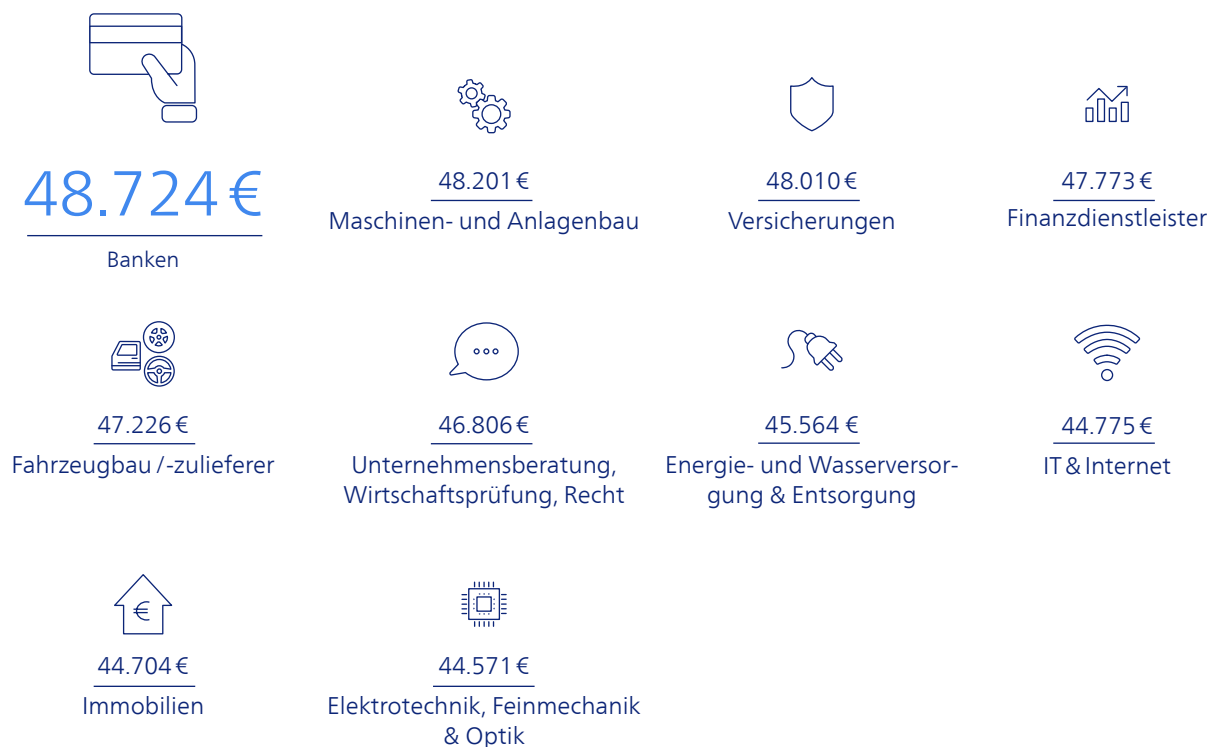 48.724 €
Banken
48.201 €
Maschinen- und Anlagenbau
48.010 €
Versicherungen
47.773 €
Finanzdienstleister
47.226 €
Fahrzeugbau /-zulieferer
46.806 €
Unternehmensberatung,
Wirtschaftsprüfung, Recht
45.564 €
Energie- und Wasserversor-
gung & Entsorgung
44.775 €
IT & Internet
€
44.704 €
Immobilien
44.571 €
Elektrotechnik, Feinmechanik
& Optik